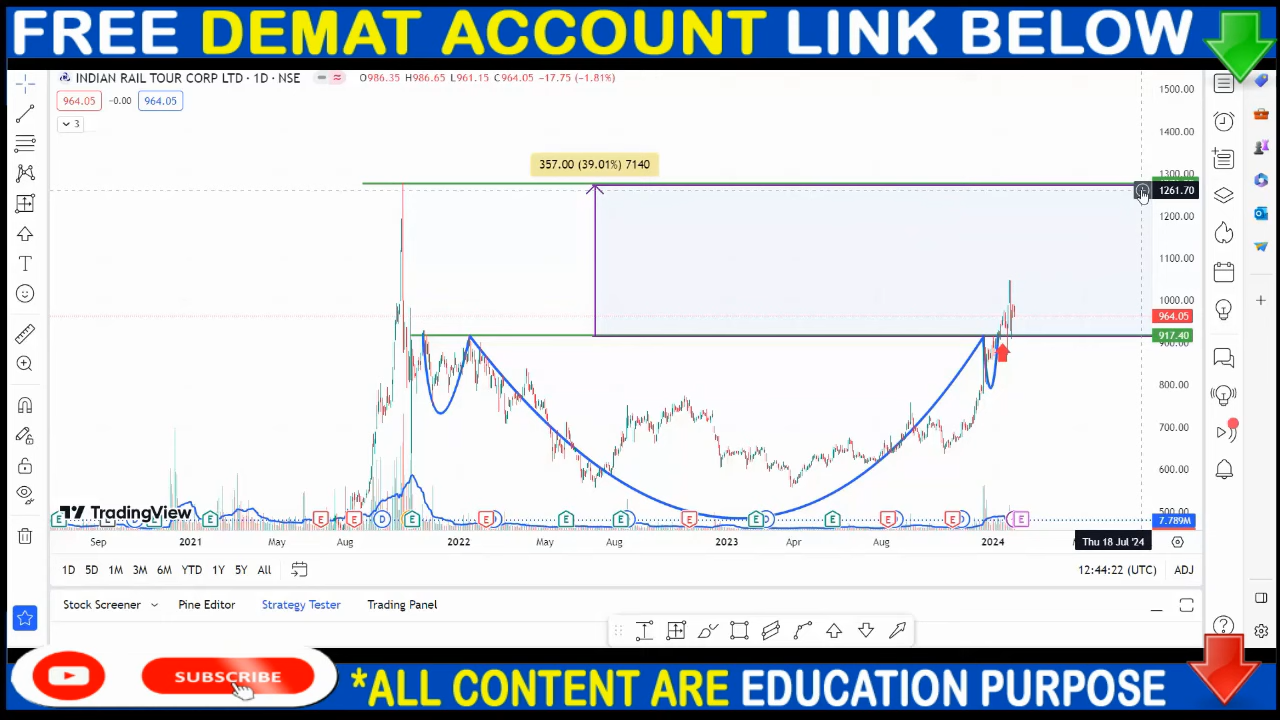 FREE DEMAT ACCOUNT LINK BELOW
INDIAN RAIL TOUR CORP LTD · 1D · NSE
O986.35 H986.65 L961.15 C964.05 −17.75 (−1.81%)
964.05 -0.00 964.05
3
357.00 (39.01%) 7140
1500.00
1400.00
1300.00
1261.70
1200.00
1100.00
1000.00
964.05
917.40
800.00
700.00
600.00
7.789M
TradingView
E E E D E E D E E D E E D E E D E D E
Sep 2021 May Aug 2022 May Aug 2023 Apr Aug 2024 Thu 18 Jul '24
1D 5D 1M 3M 6M YTD 1Y 5Y All 12:44:22 (UTC) ADJ
Stock Screener Pine Editor Strategy Tester Trading Panel
SUBSCRIBE
*ALL CONTENT ARE EDUCATION PURPOSE